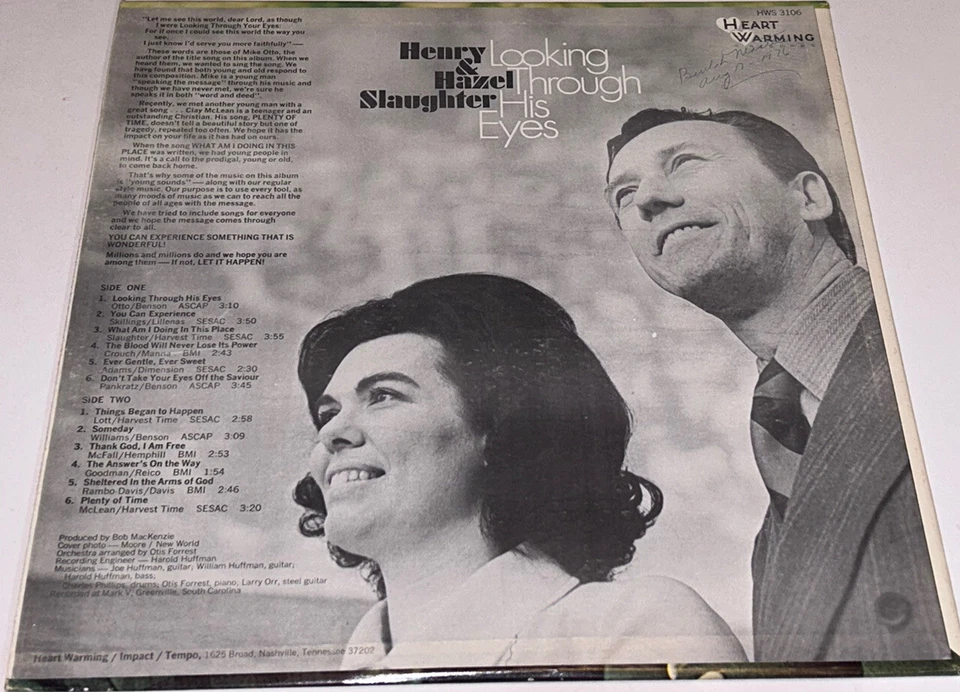 "Let me see this world, dear Lord, as though
I were Looking Through Your Eyes:
For if once I could see this world the way you
see,
I just know I'd serve you more faithfully" —
These words are those of Mike Otto, the
author of the title song on this album. When we
heard them, we wanted to sing the song. We
have found that both young and old respond to
this composition. Mike is a young man
"speaking the message" through his music and
though we have never met, we're sure he
speaks it in both "word and deed".
Recently, we met another young man with a
great song . . . Clay McLean is a teenager and an
outstanding Christian. His song, PLENTY OF
TIME, doesn't tell a beautiful story but one of
tragedy, repeated too often. We hope it has the
impact on your life as it has had on ours.
When the song WHAT AM I DOING IN THIS
PLACE was written, we had young people in
mind. It's a call to the prodigal, young or old,
to come back home.
That's why some of the music on this album
is "young sounds" — along with our regular
style music. Our purpose is to use every tool, as
many moods of music as we can to reach all the
people of all ages with the message.
We have tried to include songs for everyone
and we hope the message comes through
clear to all.
YOU CAN EXPERIENCE SOMETHING THAT IS
WONDERFUL!
Millions and millions do and we hope you are
among them — If not, LET IT HAPPEN!
HWS 3106
HEART
WARMING
Henry
&
Hazel
Slaughter
Looking
Through
His
Eyes
SIDE ONE
1. Looking Through His Eyes
Otto/Benson ASCAP 3:10
2. You Can Experience
Skillings/Lillenas SESAC 3:50
3. What Am I Doing In This Place
Slaughter/Harvest Time SESAC 3:55
4. The Blood Will Never Lose Its Power
Crouch/Manna BMI 2:43
5. Ever Gentle, Ever Sweet
Adams/Dimension SESAC 2:30
6. Don't Take Your Eyes Off the Saviour
Pankratz/Benson ASCAP 3:45
SIDE TWO
1. Things Began to Happen
Lott/Harvest Time SESAC 2:58
2. Someday
Williams/Benson ASCAP 3:09
3. Thank God, I Am Free
McFall/Hemphill BMI 2:53
4. The Answer's On the Way
Goodman/Reico BMI 1:54
5. Sheltered In the Arms of God
Rambo Davis/Davis BMI 2:46
6. Plenty of Time
McLean/Harvest Time SESAC 3:20
Produced by Bob MacKenzie
Cover photo — Moore / New World
Orchestra arranged by Otis Forrest
Recording Engineer — Harold Huffman
Musicians — Joe Huffman, guitar; William Huffman, guitar;
Harold Huffman, bass;
Charles Phillips, drums; Otis Forrest, piano; Larry Orr, steel guitar
Recorded at Mark V, Greenville, South Carolina
Heart Warming / Impact / Tempo, 1625 Broad, Nashville, Tennessee 37202